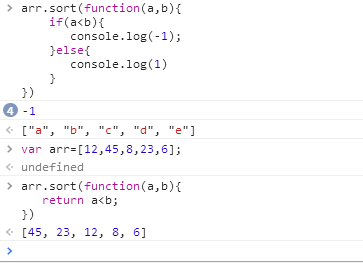 > arr.sort(function(a,b){
if(a<b){
console.log(-1);
}else{
console.log(1)
}
})
4 -1
< ["a", "b", "c", "d", "e"]
> var arr=[12,45,8,23,6];
< undefined
> arr.sort(function(a,b){
return a<b;
})
< [45, 23, 12, 8, 6]
>